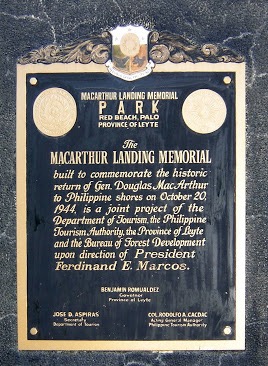 MACARTHUR LANDING MEMORIAL
PARK
RED BEACH, PALO
PROVINCE OF LEYTE
The
MACARTHUR LANDING MEMORIAL
built to commemorate the historic
return of Gen. Douglas MacArthur
to Philippine shores on October 20,
1944, is a joint project of the
Department of Tourism, the Philippine
Tourism Authority, the Province of Leyte
and the Bureau of Forest Development
upon direction of President
Ferdinand E. Marcos.
BENJAMIN ROMUALDEZ
Governor
Province of Leyte
JOSE D. ASPIRAS
Secretary
Department of Tourism
COL. RODOLFO A. CACDAC
Acting General Manager
Philippine Tourism Authority